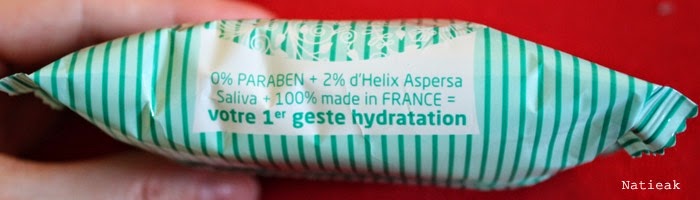 0% PARABEN + 2% d'Helix Aspersa
Saliva + 100% made in FRANCE =
votre 1er geste hydratation
Natieak